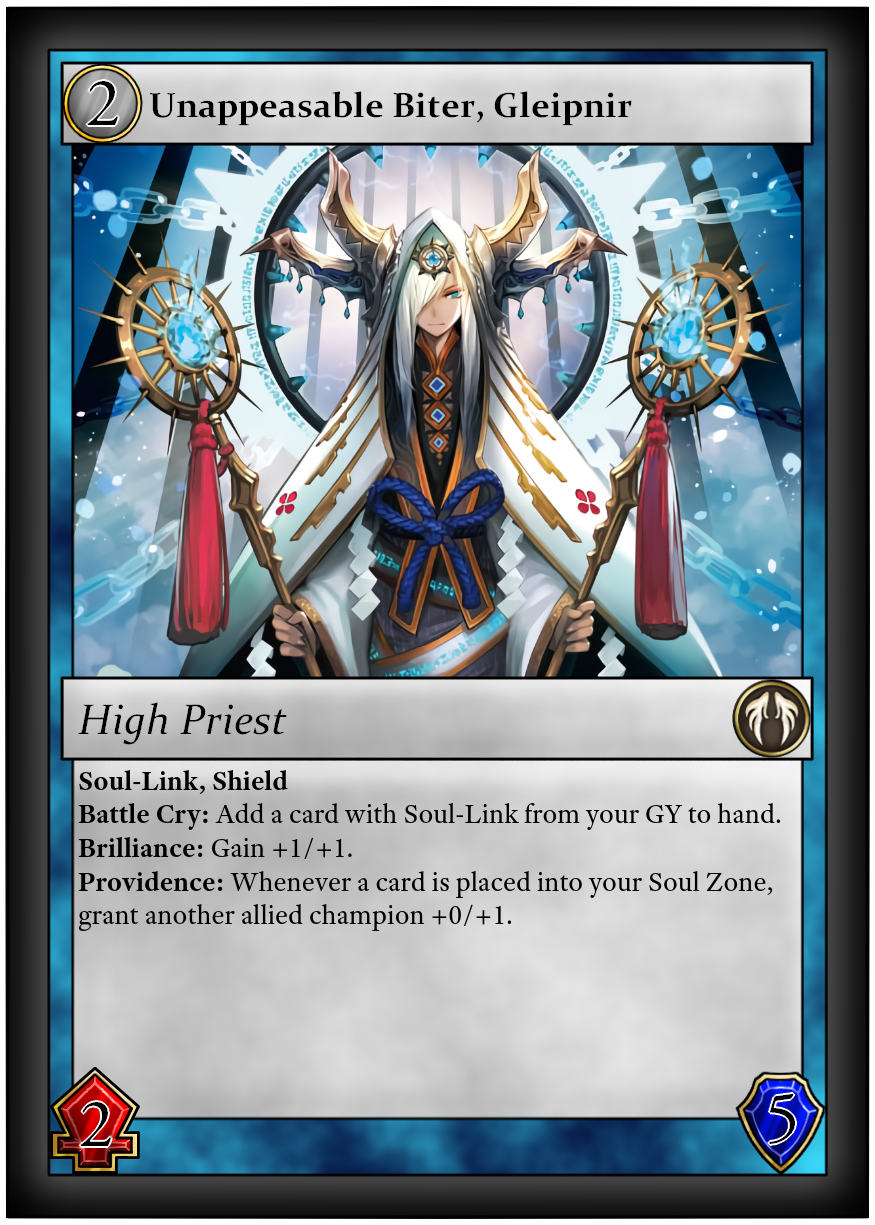 2 Unappeasable Biter, Gleipnir
High Priest
Soul-Link, Shield
Battle Cry: Add a card with Soul-Link from your GY to hand.
Brilliance: Gain +1/+1.
Providence: Whenever a card is placed into your Soul Zone,
grant another allied champion +0/+1.
2
5